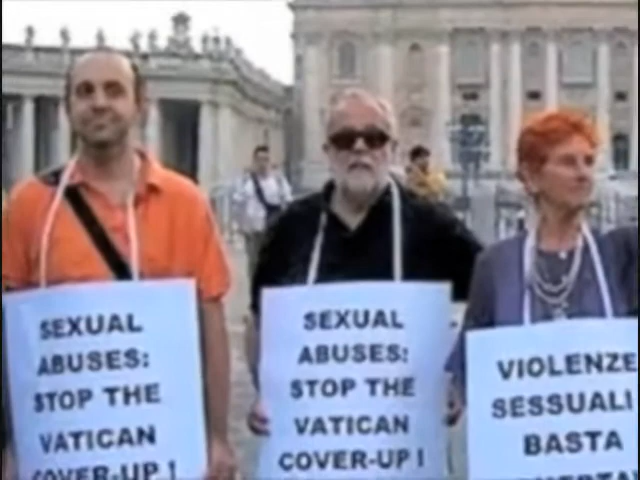 SEXUAL
ABUSES:
STOP THE
VATICAN
COVER-UP !
SEXUAL
ABUSES:
STOP THE
VATICAN
COVER-UP !
VIOLENZE
SESSUALI
BASTA